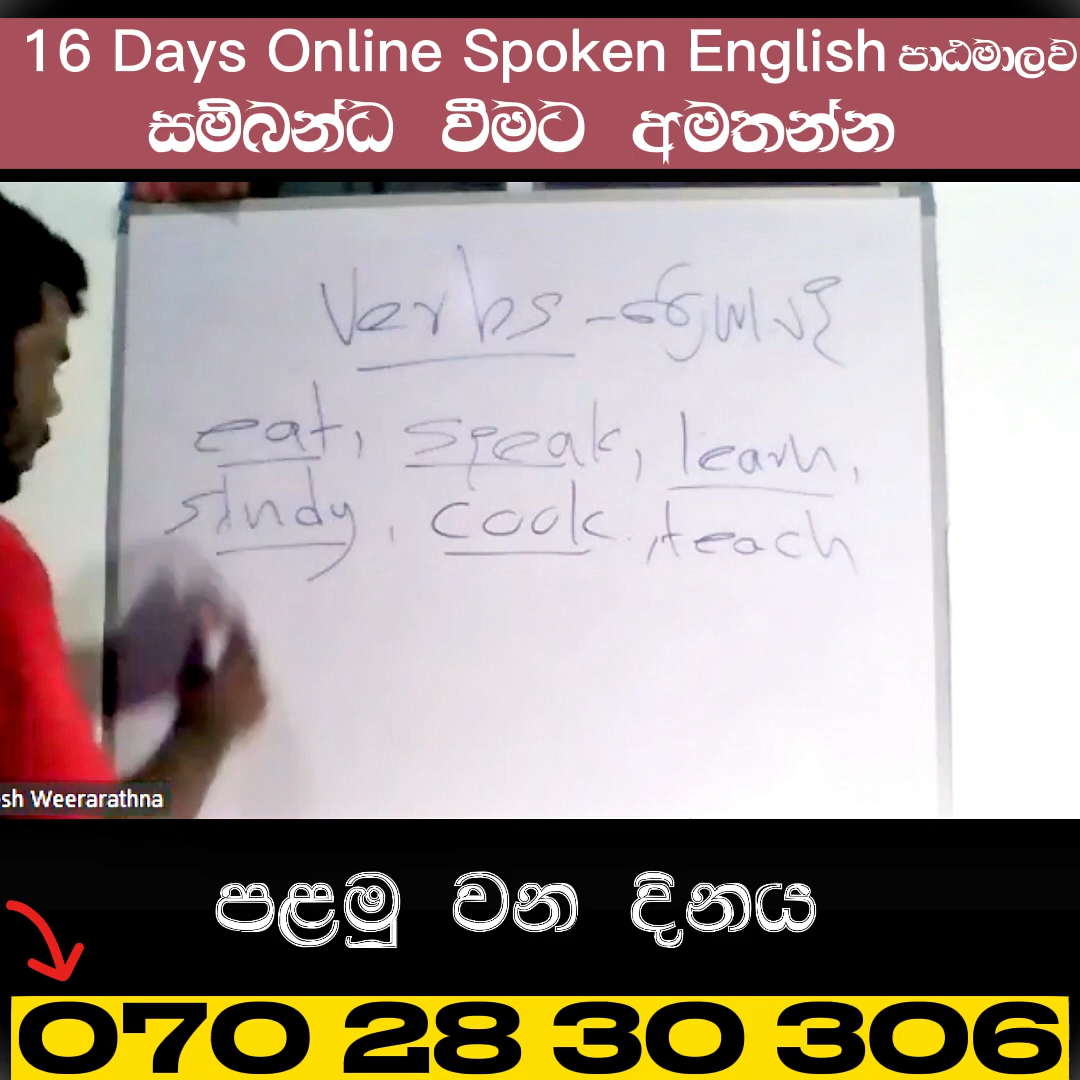 16 Days Online Spoken English පාඨමාලව
සම්බන්ධ වීමට අමතන්න
Verbs - ක්‍රියා පද
eat, speak, learn,
study, cook, teach
sh Weerarathna
පළමු වන දිනය
070 28 30 306